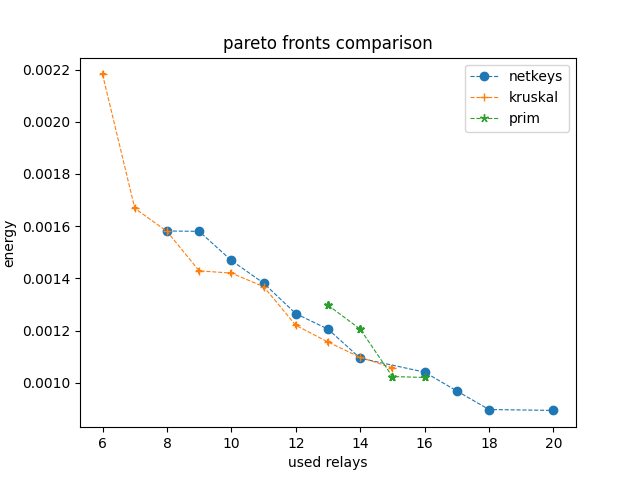 pareto fronts comparison
netkeys
kruskal
prim
energy
0.0022
0.0020
0.0018
0.0016
0.0014
0.0012
0.0010
6 8 10 12 14 16 18 20
used relays